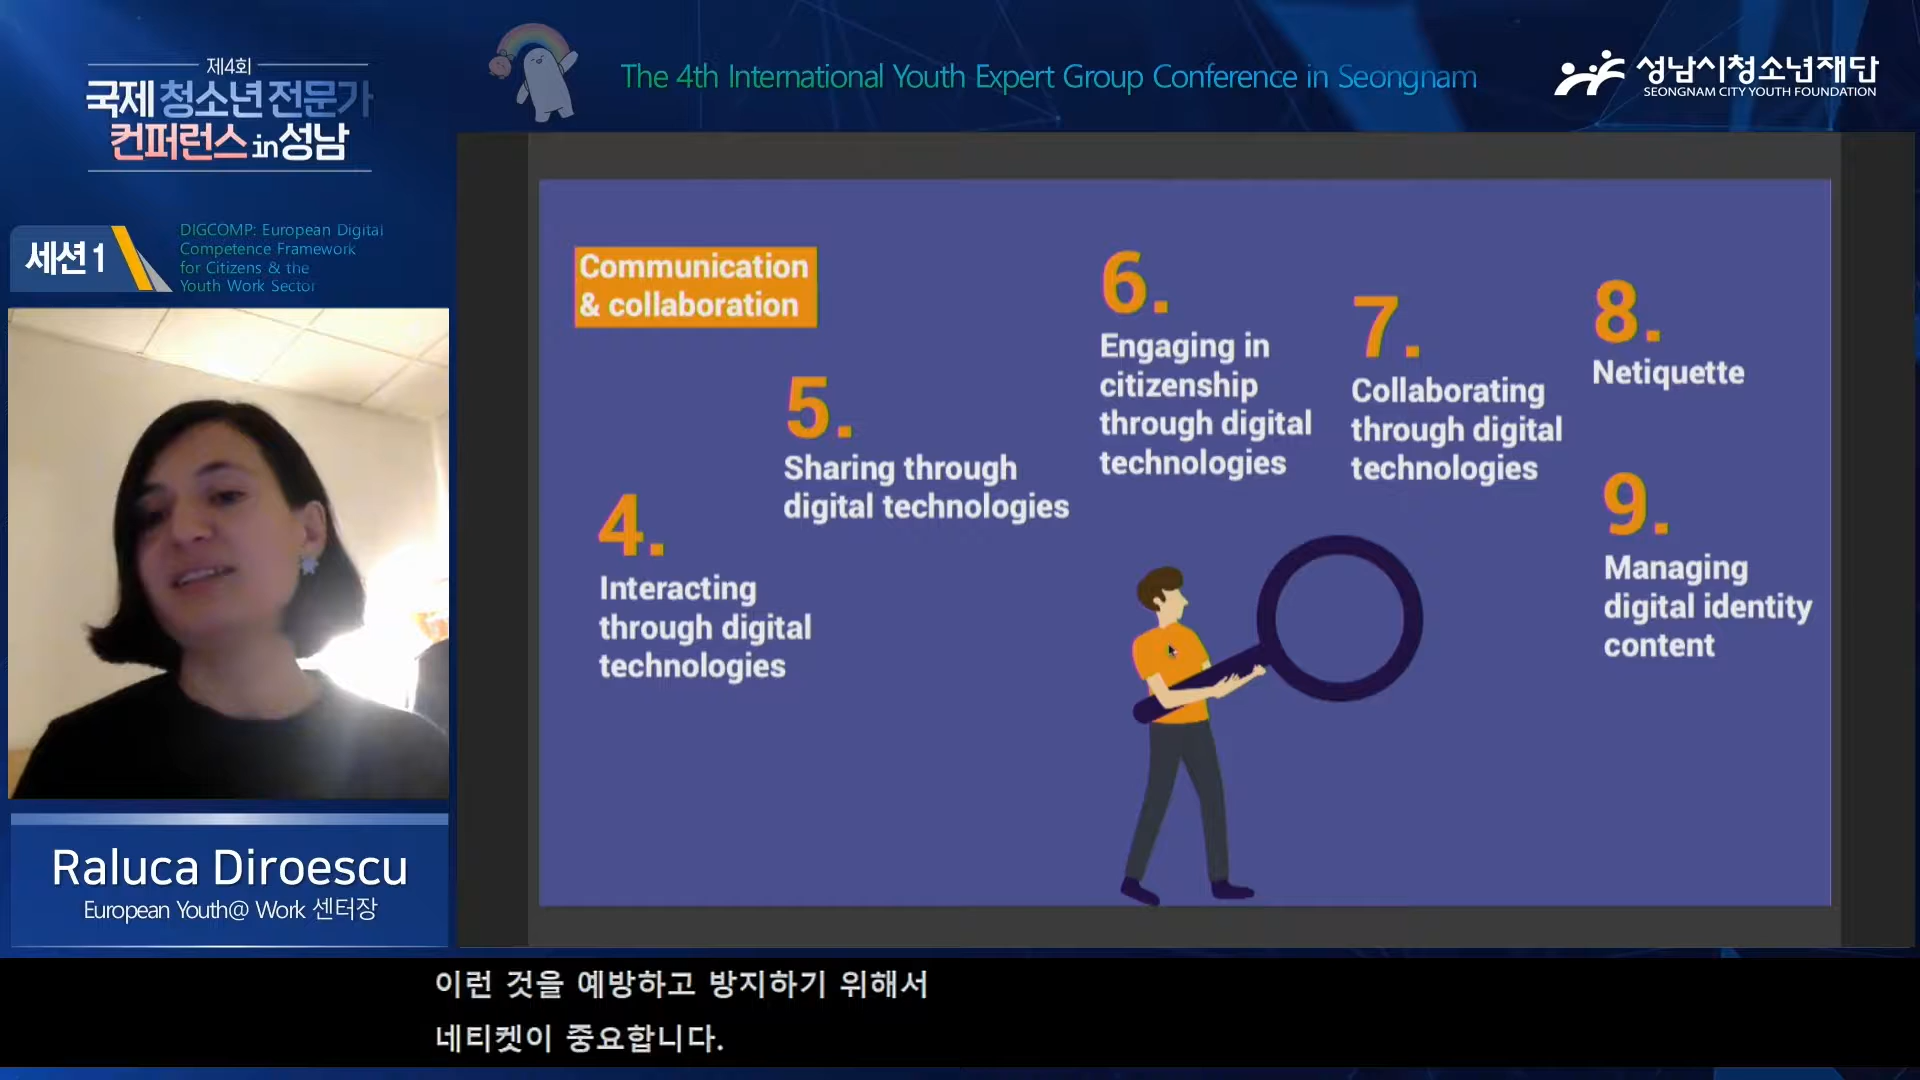 제4회
국제 청소년 전문가
컨퍼런스 in 성남
The 4th International Youth Expert Group Conference in Seongnam
성남시청소년재단
SEONGNAM CITY YOUTH FOUNDATION
세션 1
DIGCOMP: European Digital
Competence Framework
for Citizens & the
Youth Work Sector
Communication
& collaboration
4.
Interacting
through digital
technologies
5.
Sharing through
digital technologies
6.
Engaging in
citizenship
through digital
technologies
7.
Collaborating
through digital
technologies
8.
Netiquette
9.
Managing
digital identity
content
Raluca Diroescu
European Youth@ Work 센터장
이런 것을 예방하고 방지하기 위해서
네티켓이 중요합니다.